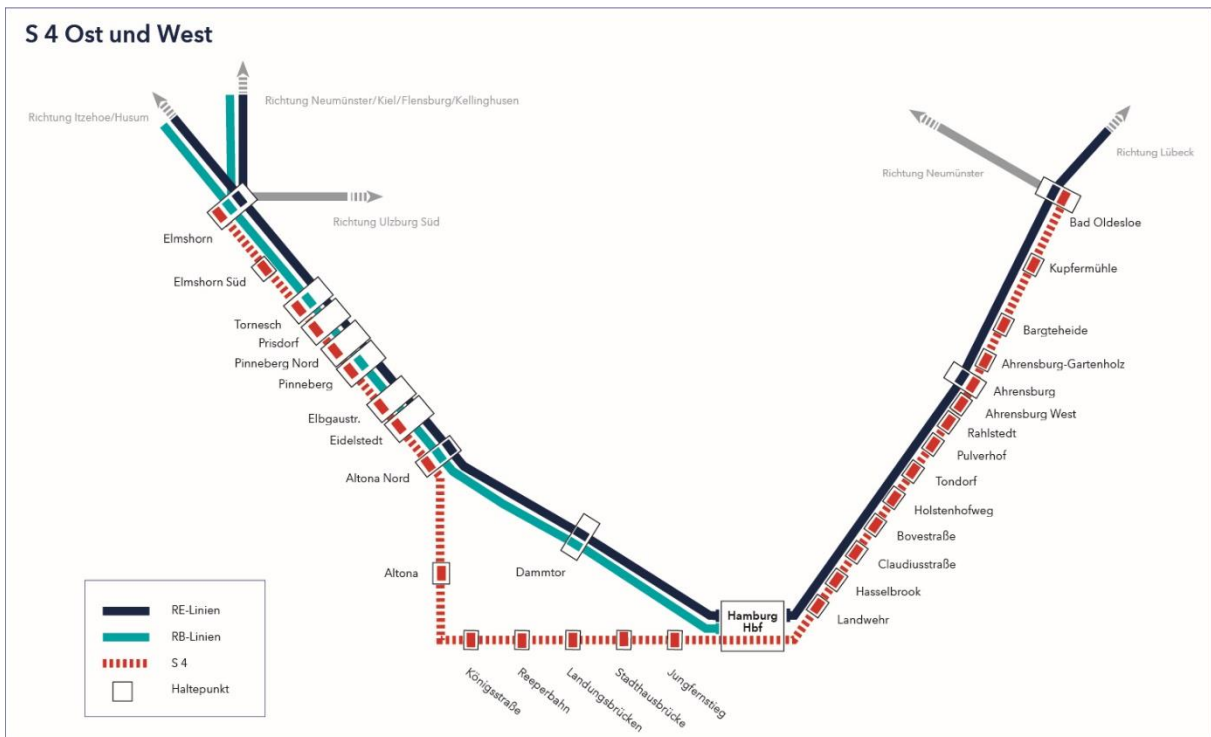 S 4 Ost und West
Richtung Neumünster/Kiel/Flensburg/Kellinghusen
Richtung Itzehoe/Husum
Richtung Ulzburg Süd
Elmshorn
Elmshorn Süd
Tornesch
Prisdorf
Pinneberg Nord
Pinneberg
Elbgaustr.
Eidelstedt
Altona Nord
Altona
Dammtor
Königsstraße
Reeperbahn
Landungsbrücken
Stadthausbrücke
Jungfernstieg
Hamburg
Hbf
Richtung Lübeck
Richtung Neumünster
Bad Oldesloe
Kupfermühle
Bargteheide
Ahrensburg-Gartenholz
Ahrensburg
Ahrensburg West
Rahlstedt
Pulverhof
Tondorf
Holstenhofweg
Bovestraße
Claudiusstraße
Hasselbrook
Landwehr
RE-Linien
RB-Linien
S 4
Haltepunkt